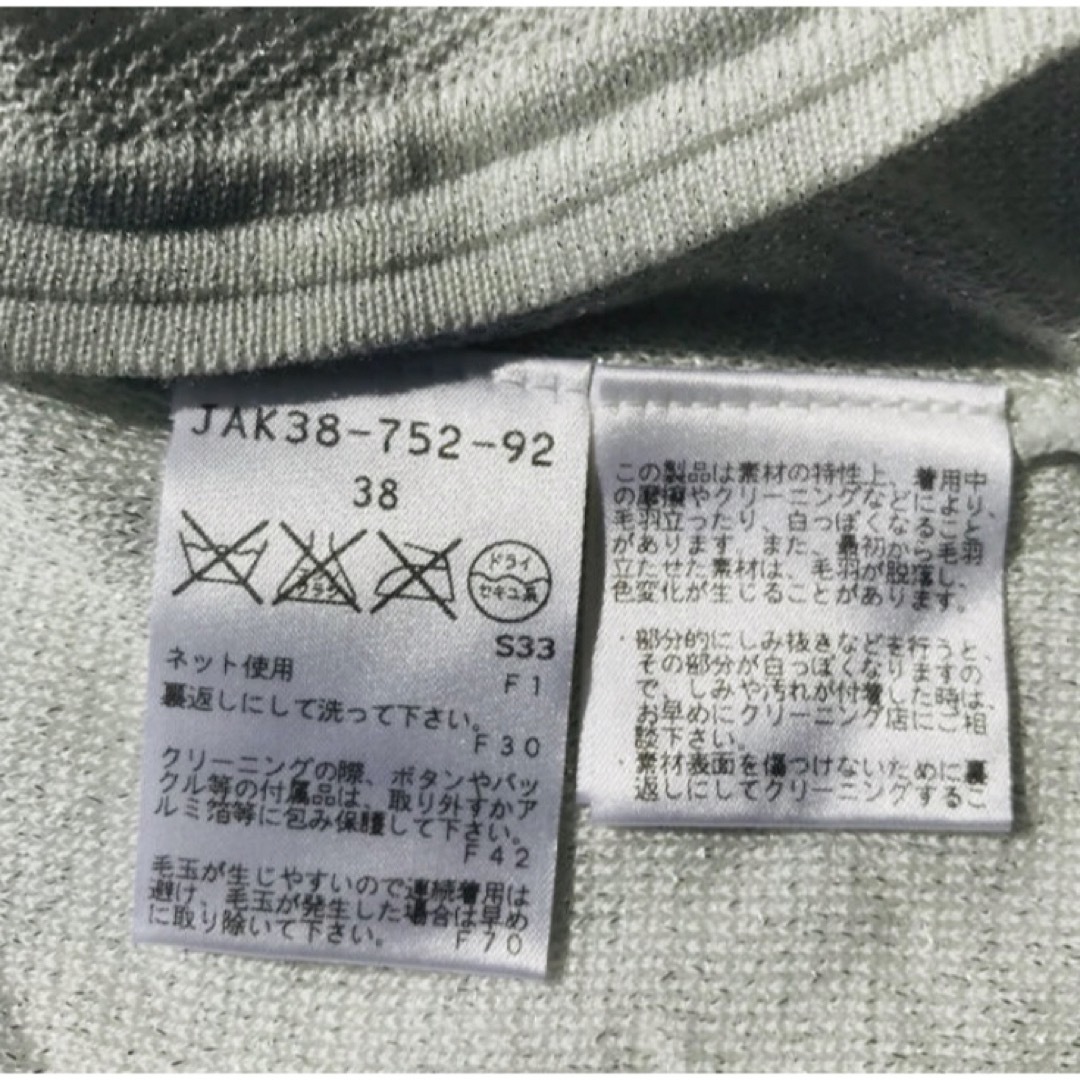 JAK38-752-92
38
ドライ
セキユ系
S33
ネット使用
F1
裏返しにして洗って下さい。
F30
クリーニングの際、ボタンやバッ
クル等の付属品は、取り外すかア
ルミ箔等に包み保護して下さい。
F42
毛玉が生じやすいので連続着用は
避け、毛玉が発生した場合は早め
に取り除いて下さい。
F70
この製品は素材の特性上、着用中
の摩擦やクリーニングなどにより、
毛羽立ったり、白っぽくなること
があります。また、最初から毛羽
立たせた素材は、毛羽が脱落し、
色変化が生じることがあります。
・部分的にしみ抜きなどを行うと、
その部分が白っぽくなりますの
で、しみや汚れが付着した時は、
お早めにクリーニング店にご相
談下さい。
・素材表面を傷つけないために裏
返しにしてクリーニングするこ